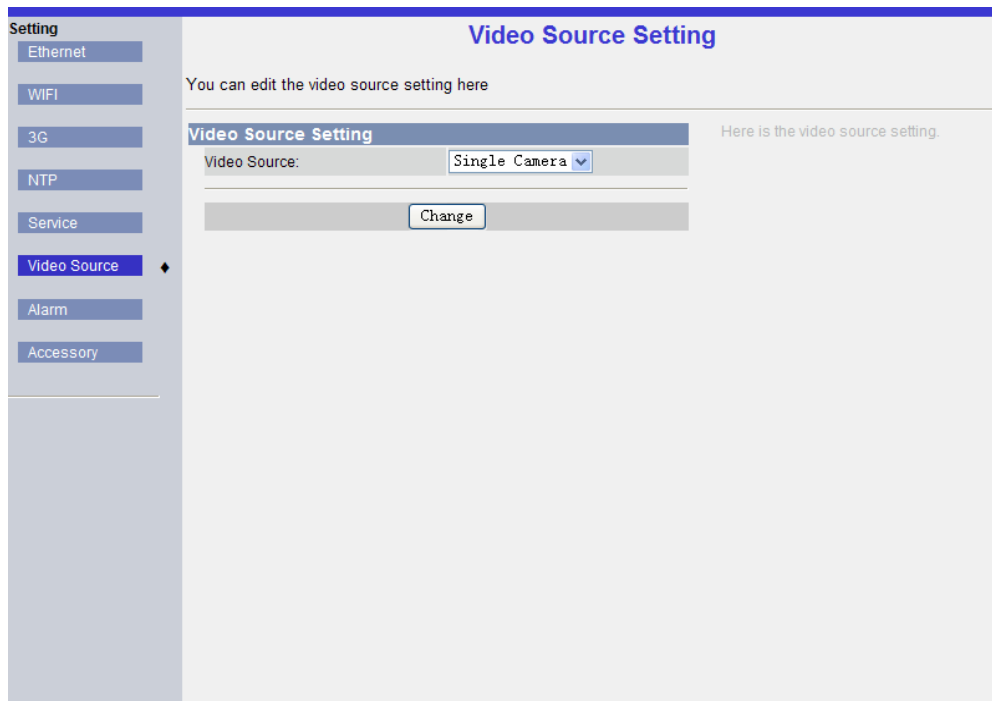 Setting
Ethernet
WIFI
3G
NTP
Service
Video Source
Alarm
Accessory
Video Source Setting
You can edit the video source setting here
Video Source Setting
Video Source:
Single Camera
Change
Here is the video source setting.